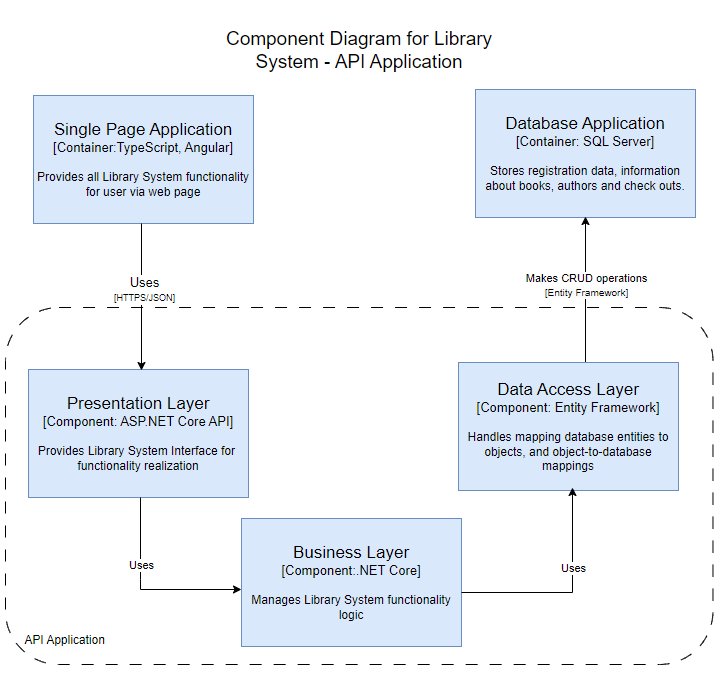 Component Diagram for Library
System - API Application
Single Page Application
[Container:TypeScript, Angular]
Provides all Library System functionality
for user via web page
Database Application
[Container: SQL Server]
Stores registration data, information
about books, authors and check outs.
Uses
[HTTPS/JSON]
Makes CRUD operations
[Entity Framework]
Presentation Layer
[Component: ASP.NET Core API]
Provides Library System Interface for
functionality realization
Data Access Layer
[Component: Entity Framework]
Handles mapping database entities to
objects, and object-to-database
mappings
Uses
Business Layer
[Component:.NET Core]
Manages Library System functionality
logic
Uses
API Application